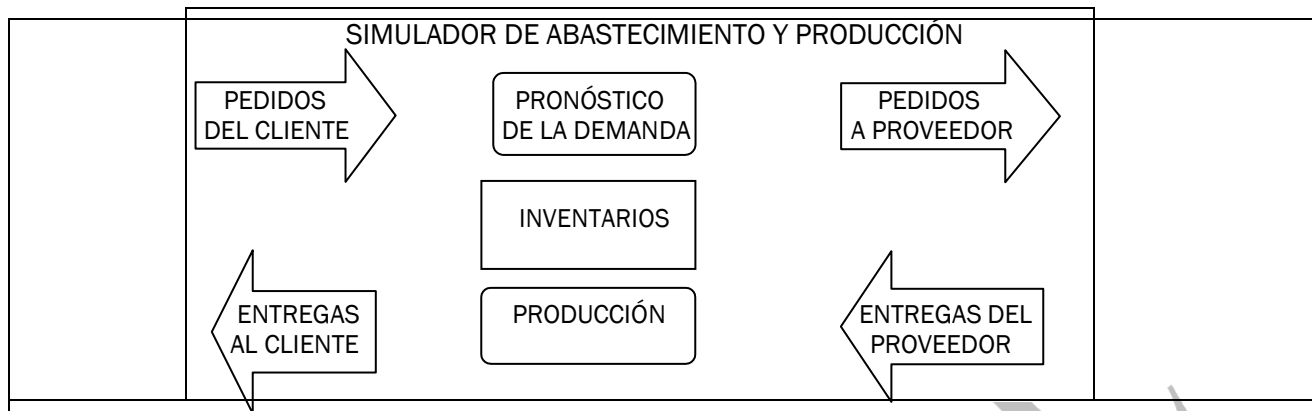 SIMULADOR DE ABASTECIMIENTO Y PRODUCCIÓN
PEDIDOS
DEL CLIENTE
PRONÓSTICO
DE LA DEMANDA
PEDIDOS
A PROVEEDOR
INVENTARIOS
ENTREGAS
AL CLIENTE
PRODUCCIÓN
ENTREGAS DEL
PROVEEDOR